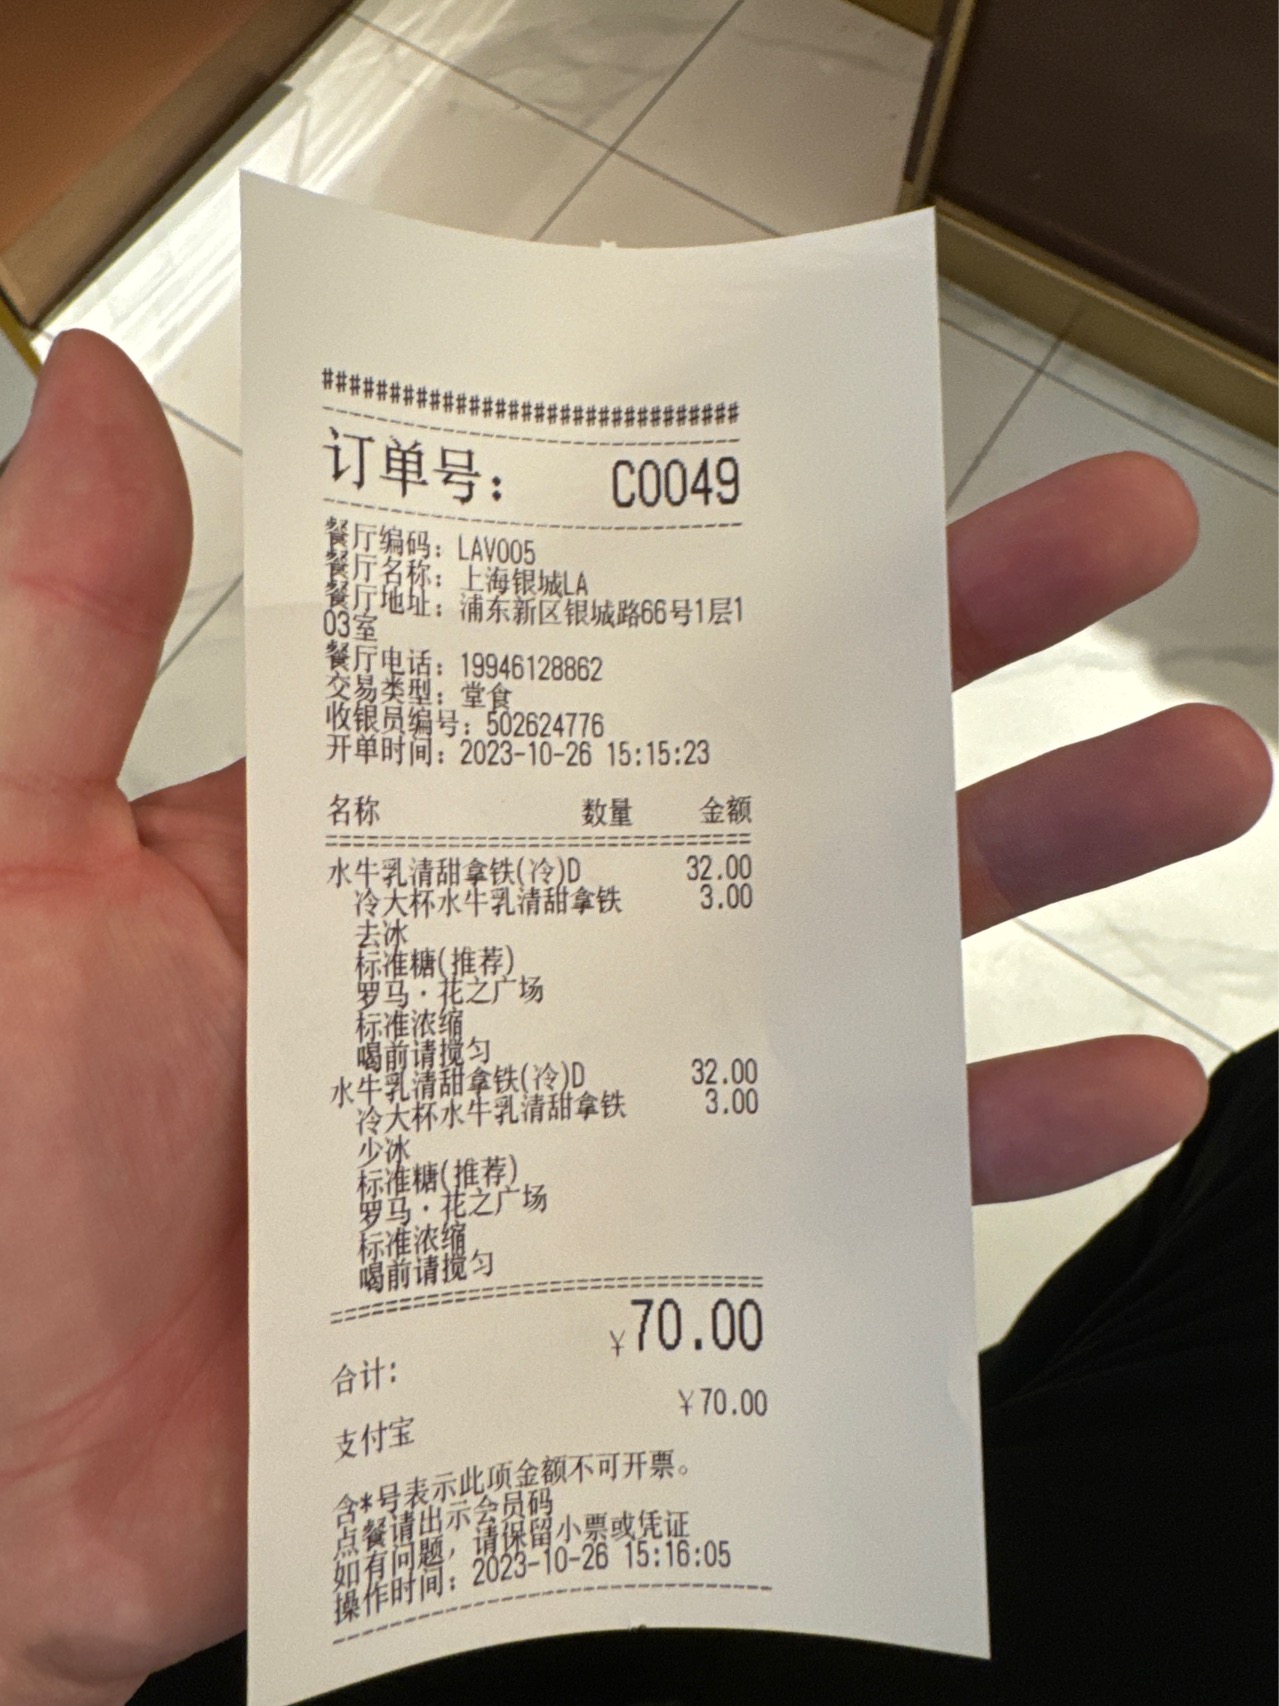 ################################
订单号： C0049
餐厅编码：LAV005
餐厅名称：上海银城LA
餐厅地址：浦东新区银城路66号1层1
03室
餐厅电话：19946128862
交易类型：堂食
收银员编号：502624776
开单时间：2023-10-26 15:15:23
名称 数量 金额
水牛乳清甜拿铁(冷)D 32.00
冷大杯水牛乳清甜拿铁 3.00
去冰
标准糖(推荐)
罗马·花之广场
标准浓缩
喝前请搅匀
水牛乳清甜拿铁(冷)D 32.00
冷大杯水牛乳清甜拿铁 3.00
少冰
标准糖(推荐)
罗马·花之广场
标准浓缩
喝前请搅匀
合计： ￥70.00
支付宝 ￥70.00
含*号表示此项金额不可开票。
点餐请出示会员码
如有问题，请保留小票或凭证
操作时间：2023-10-26 15:16:05